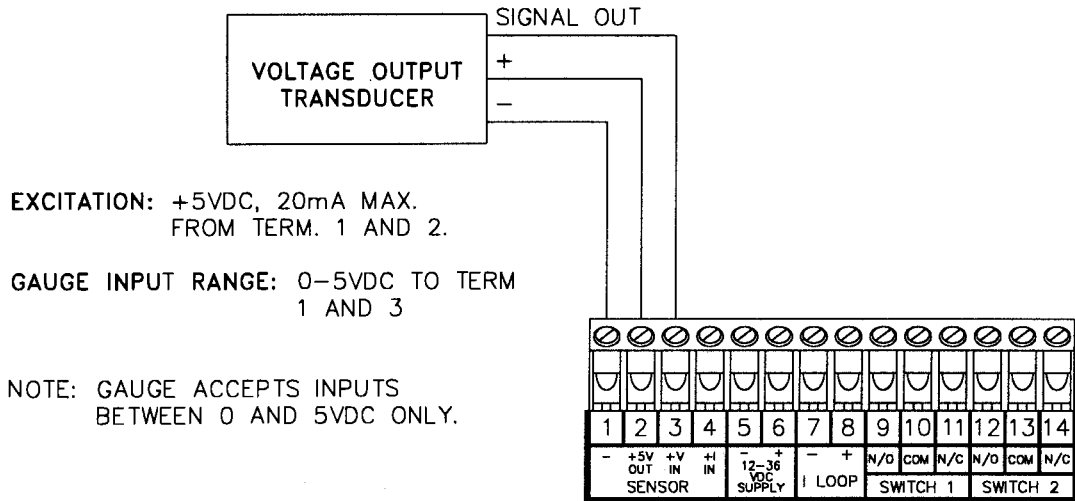 SIGNAL OUT
VOLTAGE OUTPUT
TRANSDUCER
+
−
EXCITATION: +5VDC, 20mA MAX.
FROM TERM. 1 AND 2.
GAUGE INPUT RANGE: 0−5VDC TO TERM
1 AND 3
NOTE: GAUGE ACCEPTS INPUTS
BETWEEN 0 AND 5VDC ONLY.
1 2 3 4 5 6 7 8 9 10 11 12 13 14
− +5V OUT +V IN +I IN
SENSOR
− +
12−36
VDC
SUPPLY
− +
I LOOP
N/O COM N/C N/O COM N/C
SWITCH 1 SWITCH 2